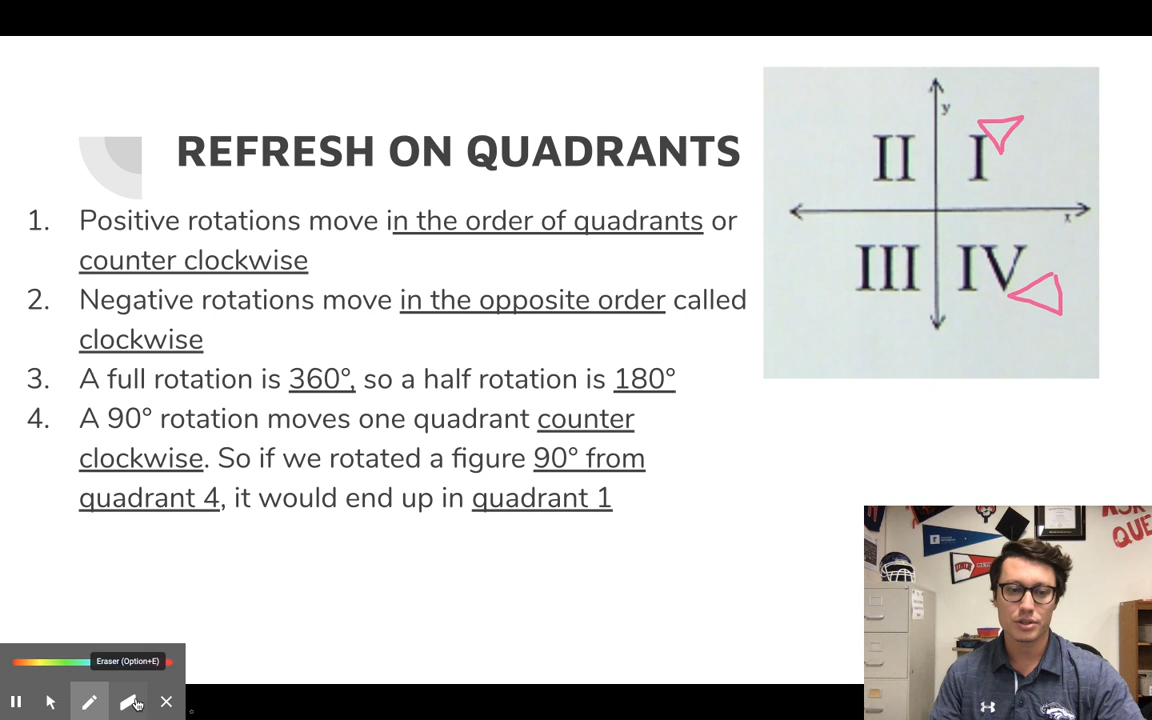 REFRESH ON QUADRANTS
1. Positive rotations move in the order of quadrants or
counter clockwise
2. Negative rotations move in the opposite order called
clockwise
3. A full rotation is 360°, so a half rotation is 180°
4. A 90° rotation moves one quadrant counter
clockwise. So if we rotated a figure 90° from
quadrant 4, it would end up in quadrant 1
y
II I
x
III IV
QUE
Eraser (Option+E)